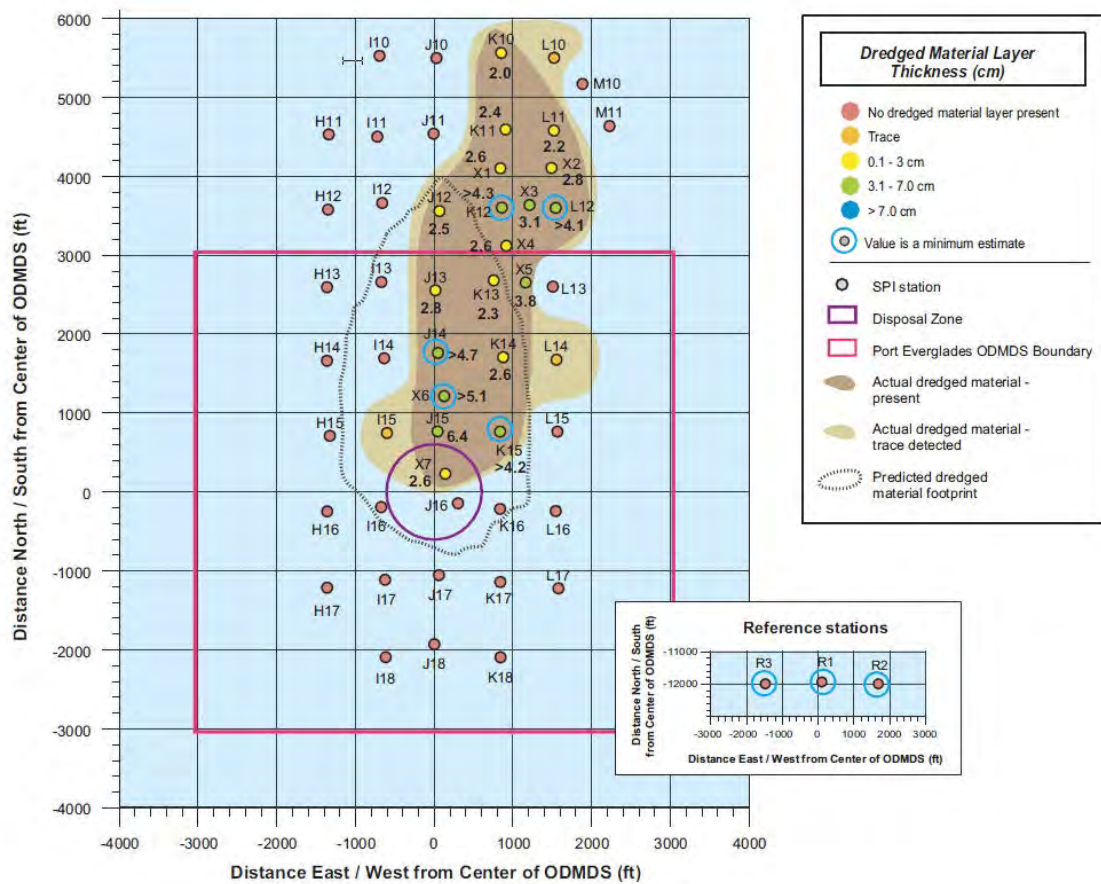 6000
5000
4000
3000
2000
1000
0
-1000
-2000
-3000
-4000
-4000 -3000 -2000 -1000 0 1000 2000 3000 4000
Distance North / South from Center of ODMDS (ft)
Distance East / West from Center of ODMDS (ft)
I10
J10
K10
2.0
L10
M10
H11
I11
J11
2.4
K11
L11
2.2
M11
2.6
X1
X2
2.8
H12
I12
J12
2.5
>4.3
K12
X3
3.1
L12
>4.1
2.6
X4
H13
I13
J13
2.8
K13
2.3
X5
3.8
L13
H14
I14
J14
>4.7
K14
2.6
L14
X6
>5.1
H15
I15
J15
6.4
K15
>4.2
L15
X7
2.6
H16
I16
J16
K16
L16
H17
I17
J17
K17
L17
I18
J18
K18
Dredged Material Layer
Thickness (cm)
No dredged material layer present
Trace
0.1 - 3 cm
3.1 - 7.0 cm
> 7.0 cm
Value is a minimum estimate
SPI station
Disposal Zone
Port Everglades ODMDS Boundary
Actual dredged material -
present
Actual dredged material -
trace detected
Predicted dredged
material footprint
Reference stations
Distance North / South
from Center of ODMDS (ft)
-11000
-12000
R3
R1
R2
-3000 -2000 -1000 0 1000 2000 3000
Distance East / West from Center of ODMDS (ft)